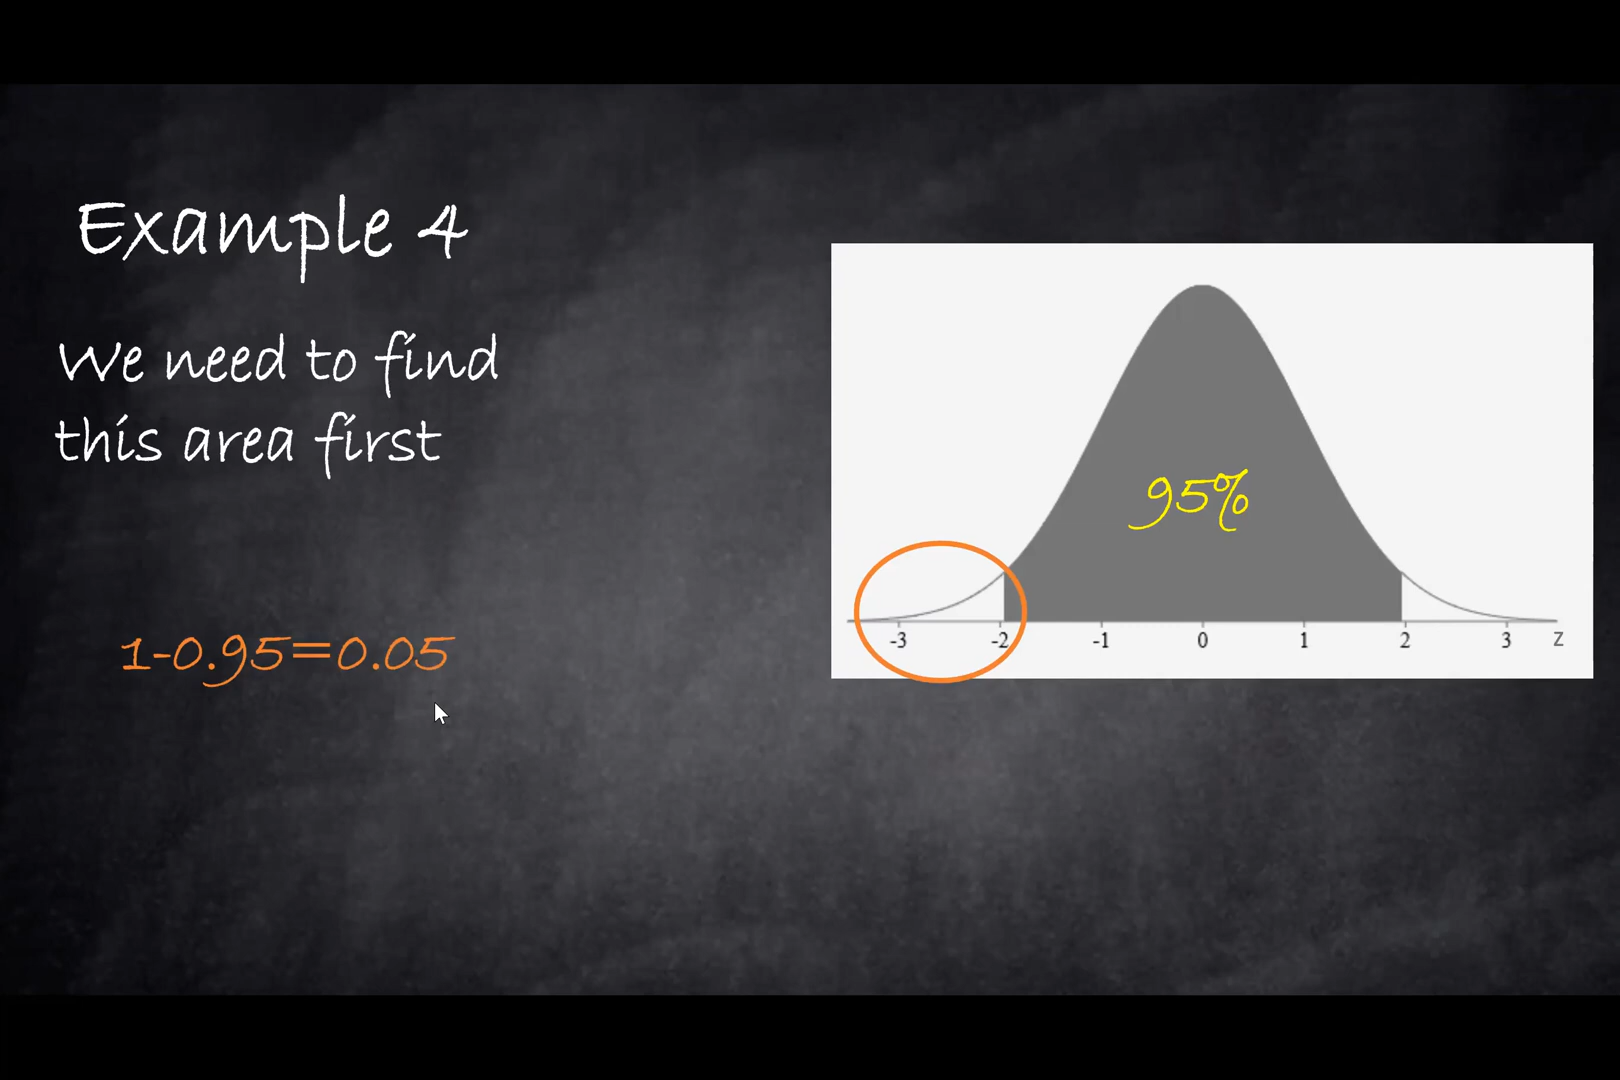 Example 4
We need to find
this area first
1-0.95=0.05
95%
-3 -2 -1 0 1 2 3 Z